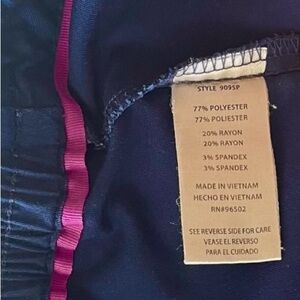 STYLE 9095P
77% POLYESTER
77% POLIESTER
20% RAYON
20% RAYON
3% SPANDEX
3% SPANDEX
MADE IN VIETNAM
HECHO EN VIETNAM
RN#96502
SEE REVERSE SIDE FOR CARE
VEASE EL REVERSO
PARA EL CUIDADO